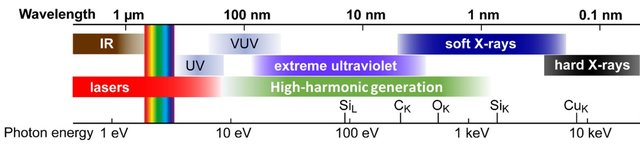 Wavelength 1 µm 100 nm 10 nm 1 nm 0.1 nm
IR VUV soft X-rays
UV extreme ultraviolet hard X-rays
lasers High-harmonic generation
SiL CK OK SiK CuK
Photon energy 1 eV 10 eV 100 eV 1 keV 10 keV